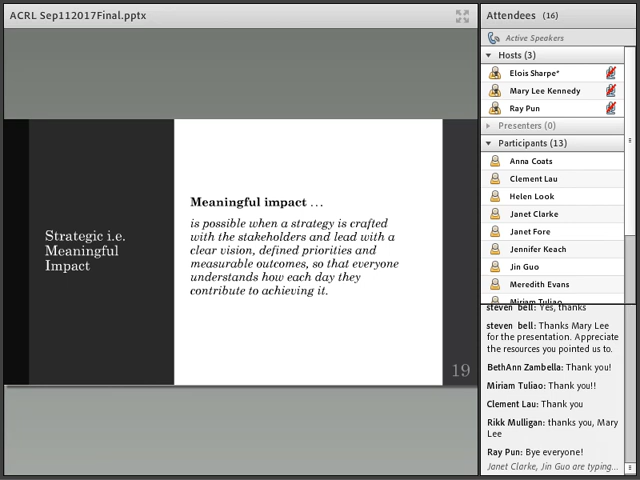 ACRL Sep112017Final.pptx
Strategic i.e.
Meaningful
Impact
Meaningful impact ...
is possible when a strategy is crafted
with the stakeholders and lead with a
clear vision, defined priorities and
measurable outcomes, so that everyone
understands how each day they
contribute to achieving it.
19
Attendees (16)
Active Speakers
Hosts (3)
Elois Sharpe*
Mary Lee Kennedy
Ray Pun
Presenters (0)
Participants (13)
Anna Coats
Clement Lau
Helen Look
Janet Clarke
Janet Fore
Jennifer Keach
Jin Guo
Meredith Evans
Miriam Tuliao
steven bell: Yes, thanks
steven bell: Thanks Mary Lee
for the presentation. Appreciate
the resources you pointed us to.
BethAnn Zambella: Thank you!
Miriam Tuliao: Thank you!!
Clement Lau: Thank you
Rikk Mulligan: thanks you, Mary
Lee
Ray Pun: Bye everyone!
Janet Clarke, Jin Guo are typing...